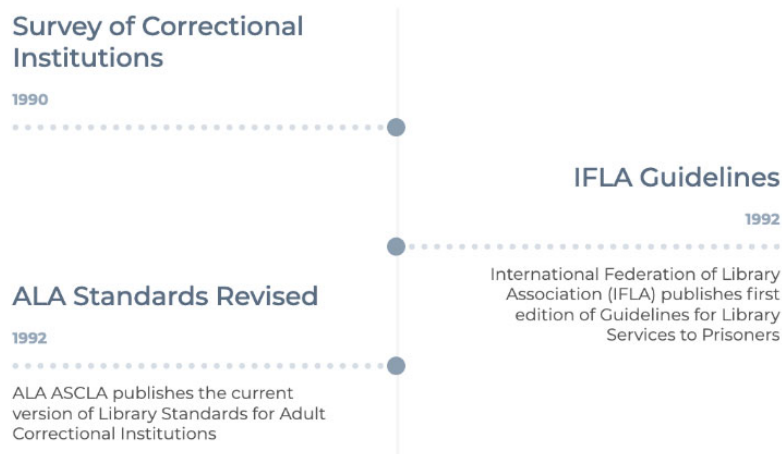 Survey of Correctional
Institutions
1990
IFLA Guidelines
1992
International Federation of Library
Association (IFLA) publishes first
edition of Guidelines for Library
Services to Prisoners
ALA Standards Revised
1992
ALA ASCLA publishes the current
version of Library Standards for Adult
Correctional Institutions